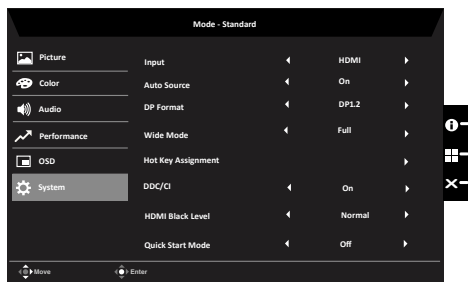 Mode - Standard
Picture
Color
Audio
Performance
OSD
System
Input HDMI
Auto Source On
DP Format DP1.2
Wide Mode Full
Hot Key Assignment
DDC/CI On
HDMI Black Level Normal
Quick Start Mode Off
Move Enter